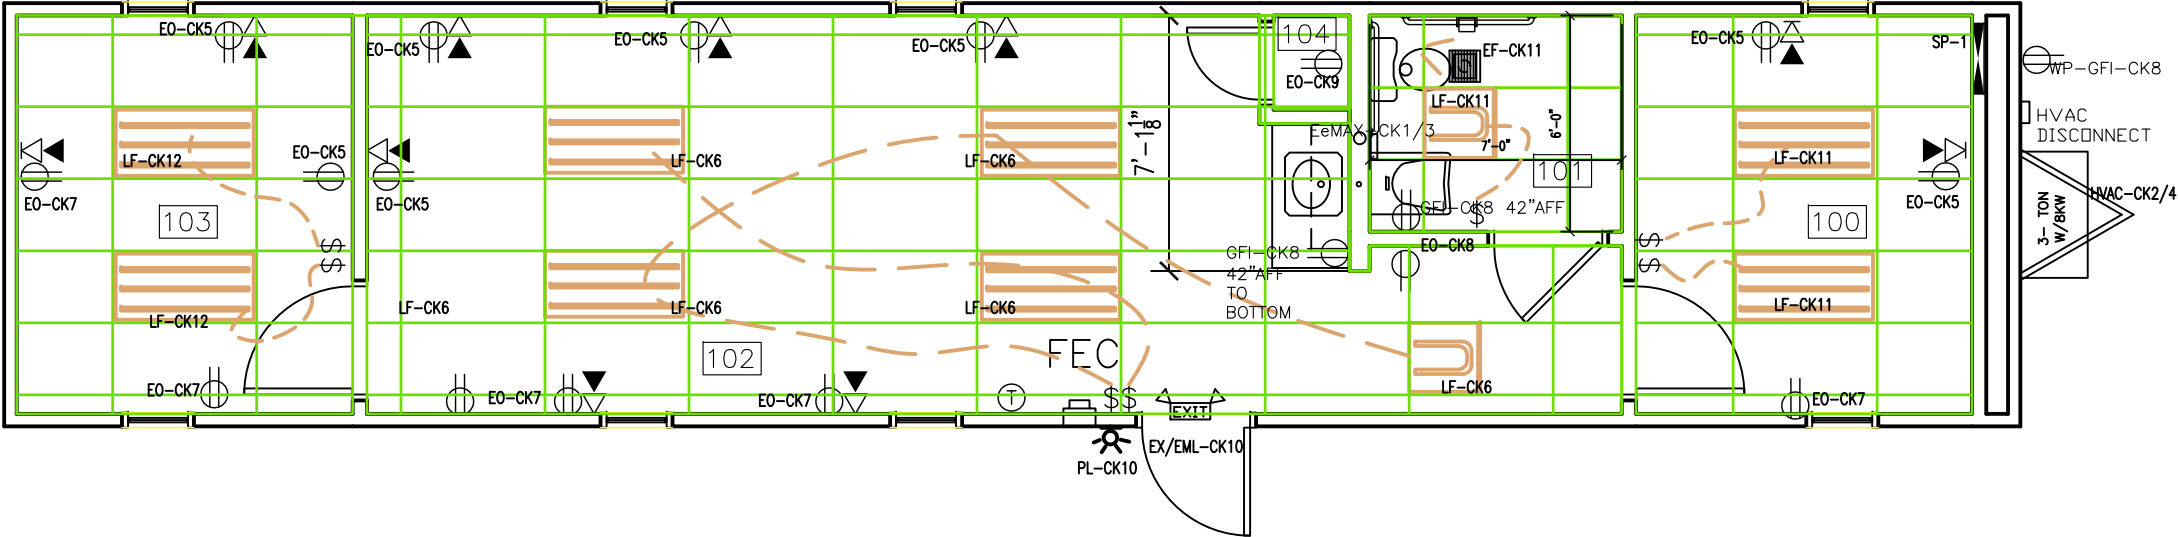 EO-CK5
EO-CK5
EO-CK5
EO-CK5
104
EF-CK11
EO-CK5
SP-1
WP-GFI-CK8
EO-CK9
LF-CK11
HVAC
DISCONNECT
7'-1 1/8"
EeMAX-CK1/3
6'-0"
7'-0"
LF-CK12
EO-CK5
LF-CK6
LF-CK6
LF-CK11
101
EO-CK7
EO-CK5
GFI-CK8 42"AFF
$
EO-CK5
HVAC-CK2/4
3- TON
W/8KW
103
100
$
$
$
$
EO-CK8
GFI-CK8
42"AFF
TO
BOTTOM
LF-CK12
LF-CK6
LF-CK6
LF-CK6
LF-CK11
102
FEC
EO-CK7
EO-CK7
EO-CK7
T
$$
EXIT
LF-CK6
EO-CK7
PL-CK10
EX/EML-CK10